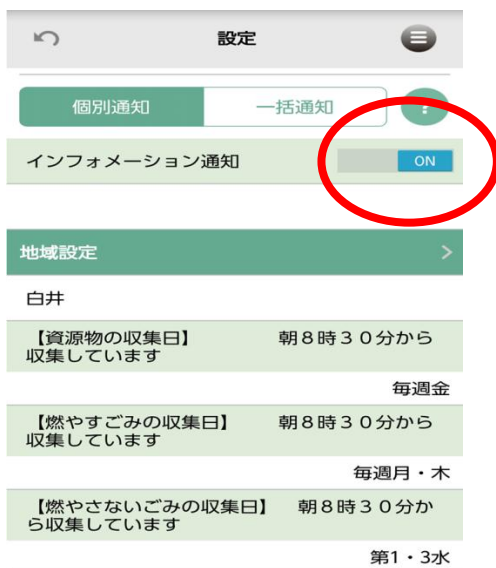 設定
個別通知 一括通知 ?
インフォメーション通知 ON
地域設定 >
白井
【資源物の収集日】 朝８時３０分から
収集しています
毎週金
【燃やすごみの収集日】 朝８時３０分から
収集しています
毎週月・木
【燃やさないごみの収集日】 朝８時３０分か
ら収集しています
第1・3水